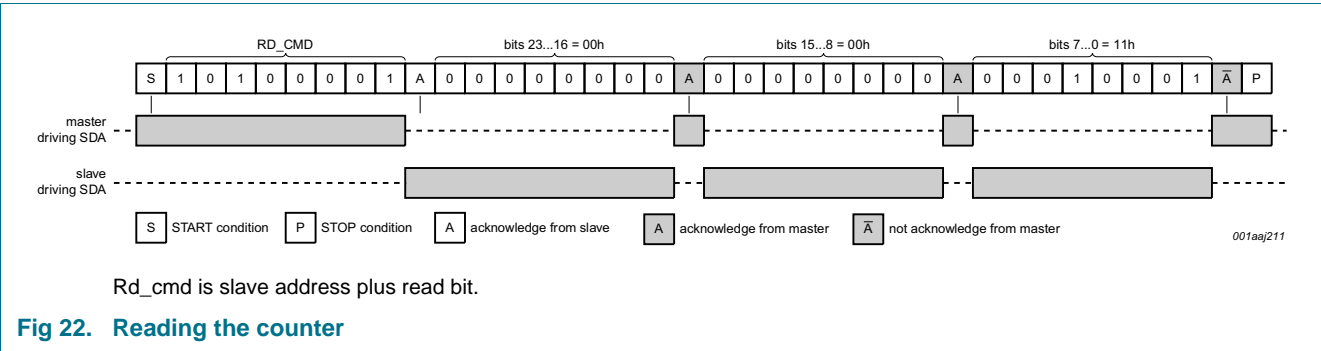 RD_CMD bits 23...16 = 00h bits 15...8 = 00h bits 7...0 = 11h
S 1 0 1 0 0 0 0 1 A 0 0 0 0 0 0 0 0 A 0 0 0 0 0 0 0 0 A 0 0 0 1 0 0 0 1 A̅ P
master
driving SDA
slave
driving SDA
S START condition P STOP condition A acknowledge from slave A acknowledge from master A̅ not acknowledge from master
001aaj211
Rd_cmd is slave address plus read bit.
Fig 22. Reading the counter